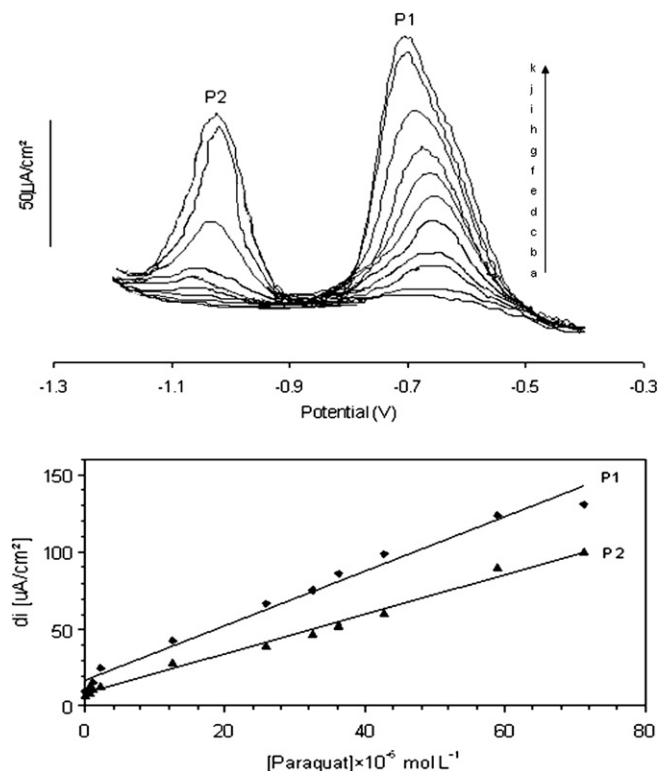 P1
P2
50µA/cm²
k
j
i
h
g
f
e
d
c
b
a
-1.3 -1.1 -0.9 -0.7 -0.5 -0.3
Potential (V)
150
100
50
0
di [uA/cm²]
P1
P2
0 20 40 60 80
[Paraquat]×10⁻⁶ mol L⁻¹